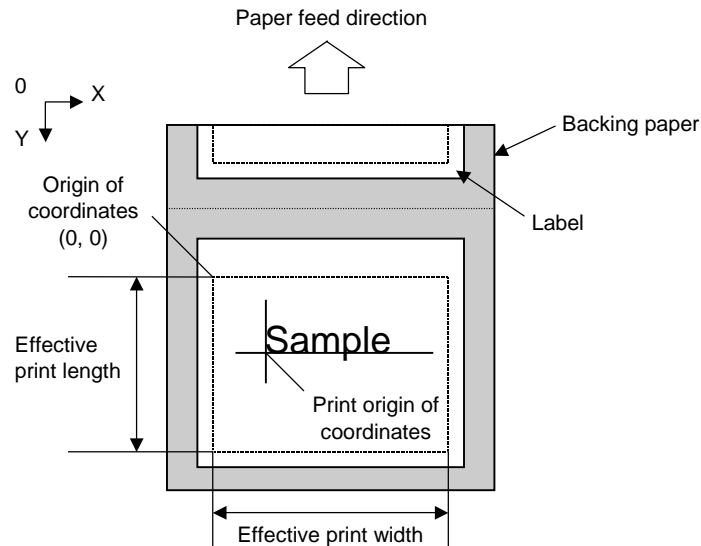 Paper feed direction
0
X
Y
Backing paper
Origin of
coordinates
(0, 0)
Label
Sample
Effective
print length
Print origin of
coordinates
Effective print width